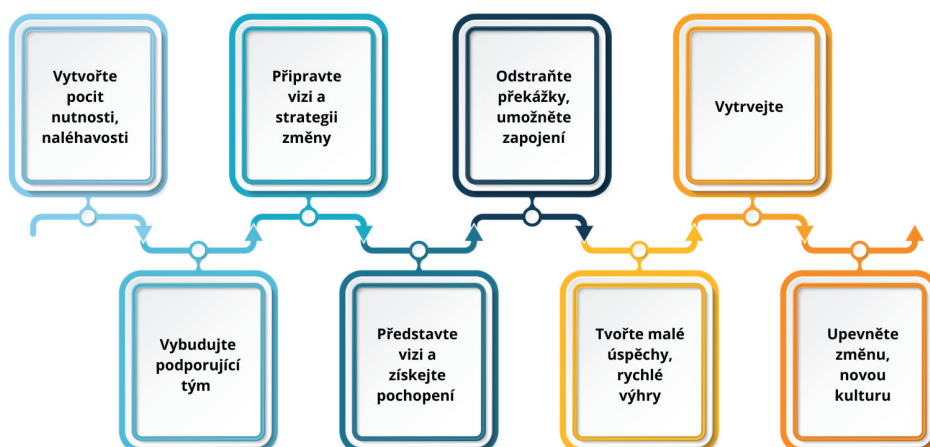 Vytvořte
pocit
nutnosti,
naléhavosti
Vybudujte
podporující
tým
Připravte
vizi a
strategii
změny
Představte
vizi a
získejte
pochopení
Odstraňte
překážky,
umožněte
zapojení
Tvořte malé
úspěchy,
rychlé
výhry
Vytrvejte
Upevněte
změnu,
novou
kulturu